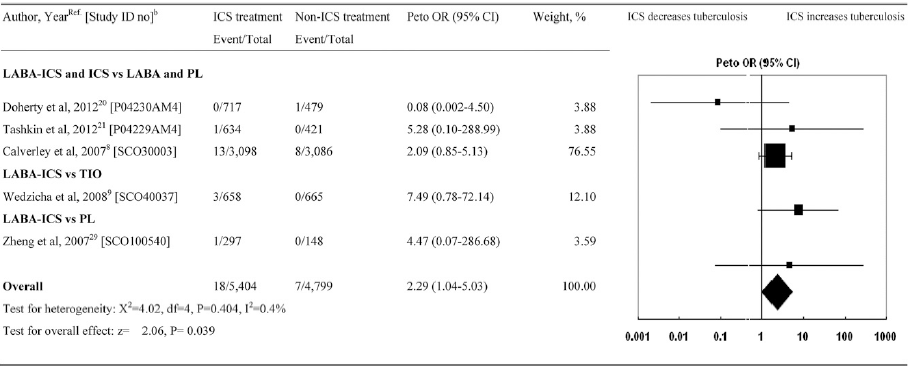 Author, Year^Ref. [Study ID no]^b ICS treatment Non-ICS treatment Peto OR (95% CI) Weight, % ICS decreases tuberculosis ICS increases tuberculosis
Event/Total Event/Total
Peto OR (95% CI)
LABA-ICS and ICS vs LABA and PL
Doherty et al, 2012^20 [P04230AM4] 0/717 1/479 0.08 (0.002-4.50) 3.88
Tashkin et al, 2012^21 [P04229AM4] 1/634 0/421 5.28 (0.10-288.99) 3.88
Calverley et al, 2007^8 [SCO30003] 13/3,098 8/3,086 2.09 (0.85-5.13) 76.55
LABA-ICS vs TIO
Wedzicha et al, 2008^9 [SCO40037] 3/658 0/665 7.49 (0.78-72.14) 12.10
LABA-ICS vs PL
Zheng et al, 2007^29 [SCO100540] 1/297 0/148 4.47 (0.07-286.68) 3.59
Overall 18/5,404 7/4,799 2.29 (1.04-5.03) 100.00
Test for heterogeneity: X^2=4.02, df=4, P=0.404, I^2=0.4%
Test for overall effect: z= 2.06, P= 0.039
0.001 0.01 0.1 1 10 100 1000